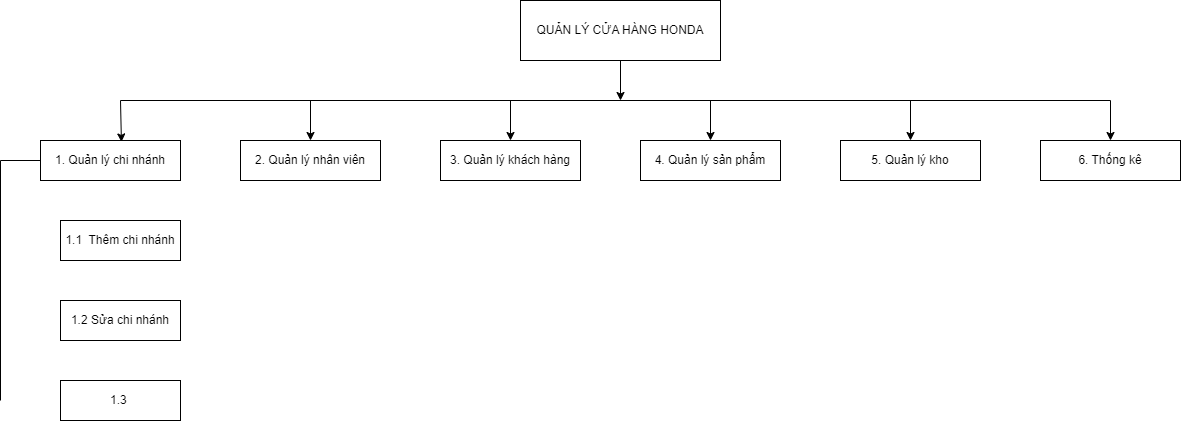 QUẢN LÝ CỬA HÀNG HONDA
1. Quản lý chi nhánh
2. Quản lý nhân viên
3. Quản lý khách hàng
4. Quản lý sản phẩm
5. Quản lý kho
6. Thống kê
1.1 Thêm chi nhánh
1.2 Sửa chi nhánh
1.3